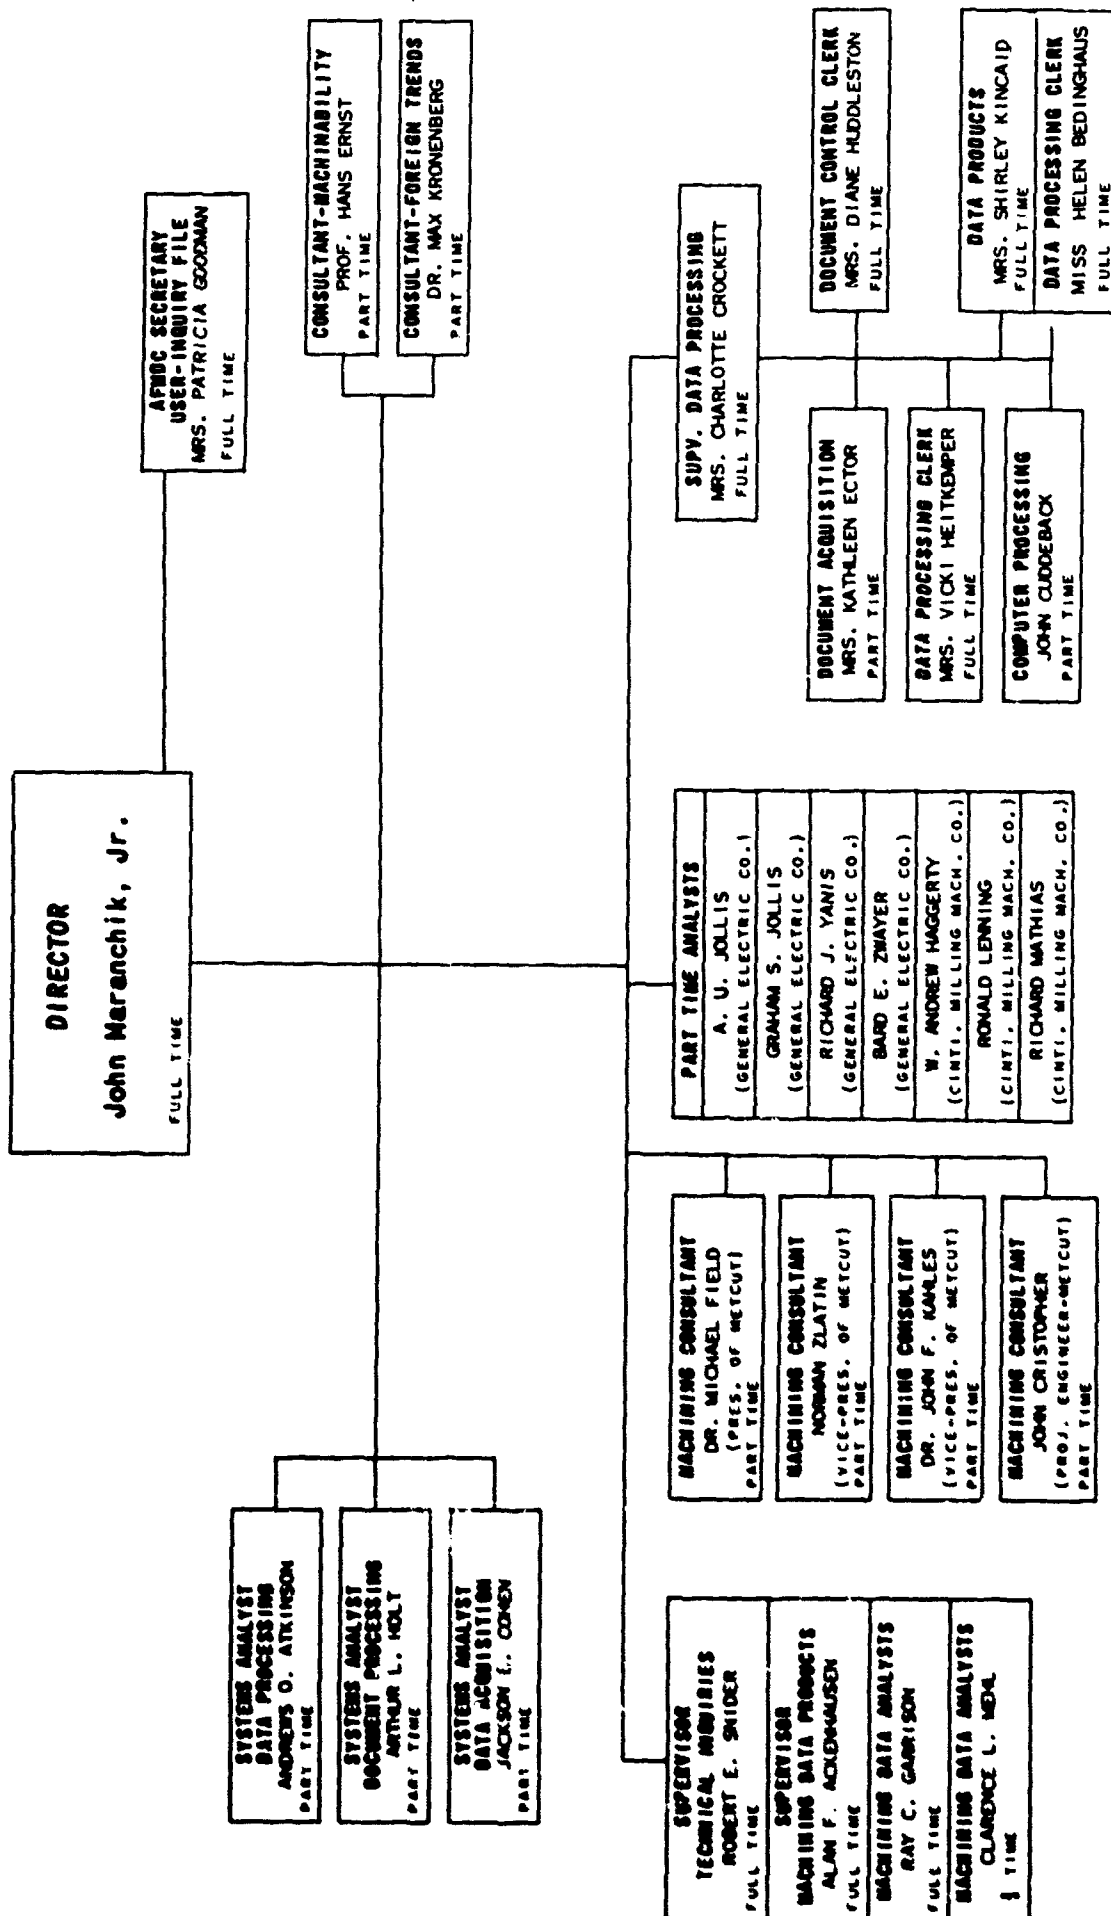 DIRECTOR
John Maranchik, Jr.
FULL TIME
AFMDC SECRETARY
USER-INQUIRY FILE
MRS. PATRICIA GOODMAN
FULL TIME
SYSTEMS ANALYST
DATA PROCESSING
ANDREWS O. ATKINSON
PART TIME
SYSTEMS ANALYST
DOCUMENT PROCESSING
ARTHUR L. HOLT
PART TIME
SYSTEMS ANALYST
DATA ACQUISITION
JACKSON E. COHEN
PART TIME
CONSULTANT-MACHINABILITY
PROF. HANS ERNST
PART TIME
CONSULTANT-FOREIGN TRENDS
DR. MAX KRONENBERG
PART TIME
SUPERVISOR
TECHNICAL INQUIRIES
ROBERT E. SNIDER
FULL TIME
SUPERVISOR
MACHINING DATA PRODUCTS
ALAN F. ACKENHAUSEN
FULL TIME
MACHINING DATA ANALYSTS
RAY C. GARRISON
FULL TIME
MACHINING DATA ANALYSTS
CLARENCE L. MEHL
TIME
MACHINING CONSULTANT
DR. MICHAEL FIELD
(PRES. OF METCUT)
PART TIME
MACHINING CONSULTANT
NORMAN ZLATIN
(VICE-PRES. OF METCUT)
PART TIME
MACHINING CONSULTANT
DR. JOHN F. KAHLES
(VICE-PRES. OF METCUT)
PART TIME
MACHINING CONSULTANT
JOHN CRISTOPHER
(PROJ. ENGINEER-METCUT)
PART TIME
PART TIME ANALYSTS
A. U. JOLLIS
(GENERAL ELECTRIC CO.)
GRAHAM S. JOLLIS
(GENERAL ELECTRIC CO.)
RICHARD J. YANIS
(GENERAL ELECTRIC CO.)
BARD E. ZWAYER
(GENERAL ELECTRIC CO.)
W. ANDREW HAGGERTY
(CINTI. MILLING MACH. CO.)
RONALD LENNING
(CINTI. MILLING MACH. CO.)
RICHARD MATHIAS
(CINTI. MILLING MACH. CO.)
SUPV. DATA PROCESSING
MRS. CHARLOTTE CROCKETT
FULL TIME
DOCUMENT ACQUISITION
MRS. KATHLEEN ECTOR
PART TIME
DATA PROCESSING CLERK
MRS. VICKI HEITKEMPER
FULL TIME
COMPUTER PROCESSING
JOHN CUDDEBACK
PART TIME
DOCUMENT CONTROL CLERK
MRS. DIANE HUDDLESTON
FULL TIME
DATA PRODUCTS
MRS. SHIRLEY KINCAID
FULL TIME
DATA PROCESSING CLERK
MISS HELEN BEDINGHAUS
FULL TIME